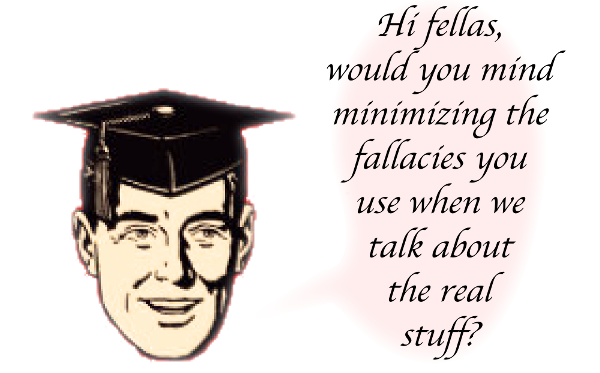 Hi fellas,
would you mind
minimizing the
fallacies you
use when we
talk about
the real
stuff?